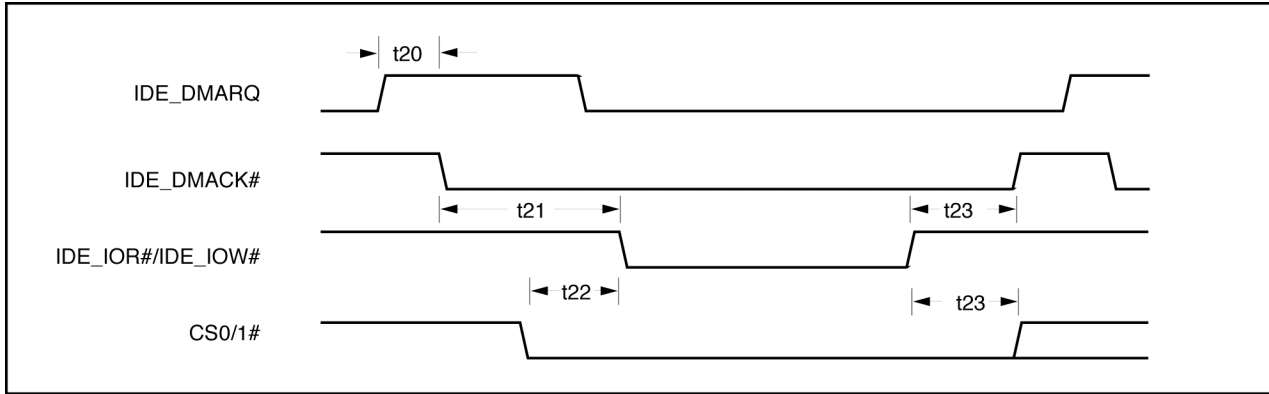 t20
IDE_DMARQ
IDE_DMACK#
t21
t23
IDE_IOR#/IDE_IOW#
t22
t23
CS0/1#